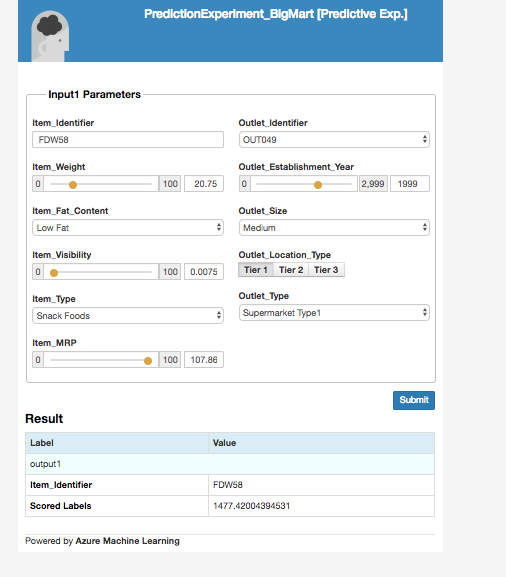 PredictionExperiment_BigMart [Predictive Exp.]
Input1 Parameters
Item_Identifier
FDW58
Item_Weight
0 100 20.75
Item_Fat_Content
Low Fat
Item_Visibility
0 100 0.0075
Item_Type
Snack Foods
Item_MRP
0 100 107.86
Outlet_Identifier
OUT049
Outlet_Establishment_Year
0 2,999 1999
Outlet_Size
Medium
Outlet_Location_Type
Tier 1 Tier 2 Tier 3
Outlet_Type
Supermarket Type1
Submit
Result
Label Value
output1
Item_Identifier FDW58
Scored Labels 1477.42004394531
Powered by Azure Machine Learning